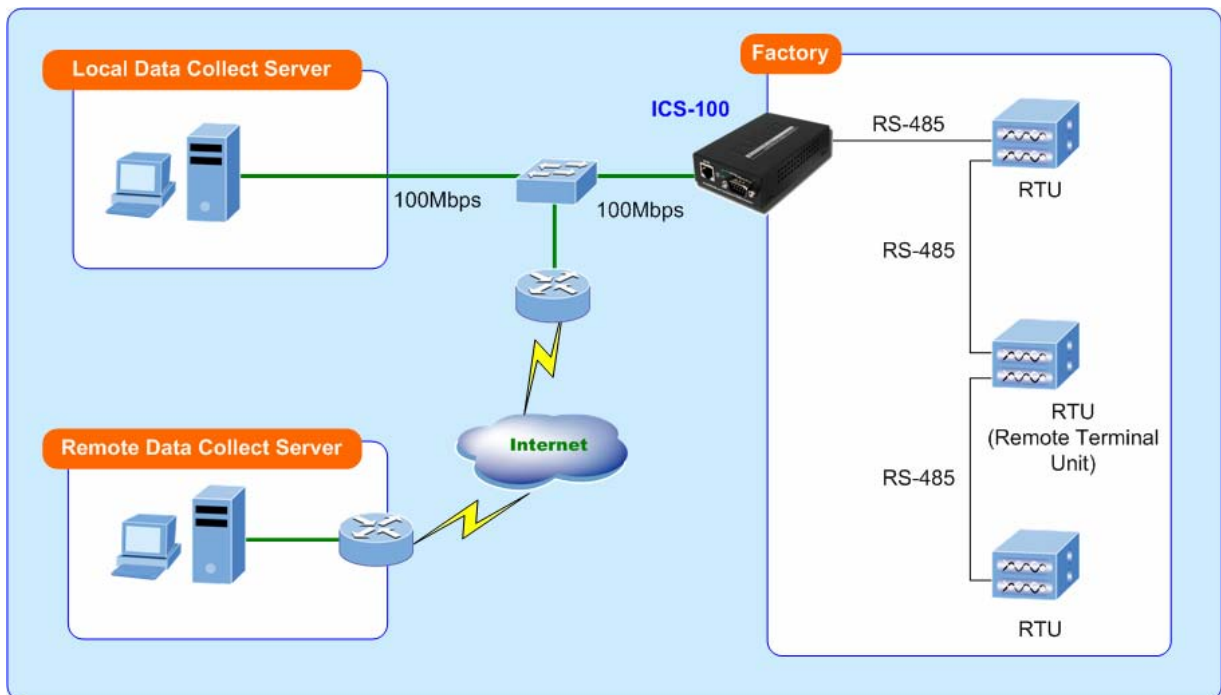 Local Data Collect Server
Factory
ICS-100
RS-485
RTU
100Mbps
100Mbps
RS-485
RTU
(Remote Terminal
Unit)
Internet
Remote Data Collect Server
RS-485
RTU